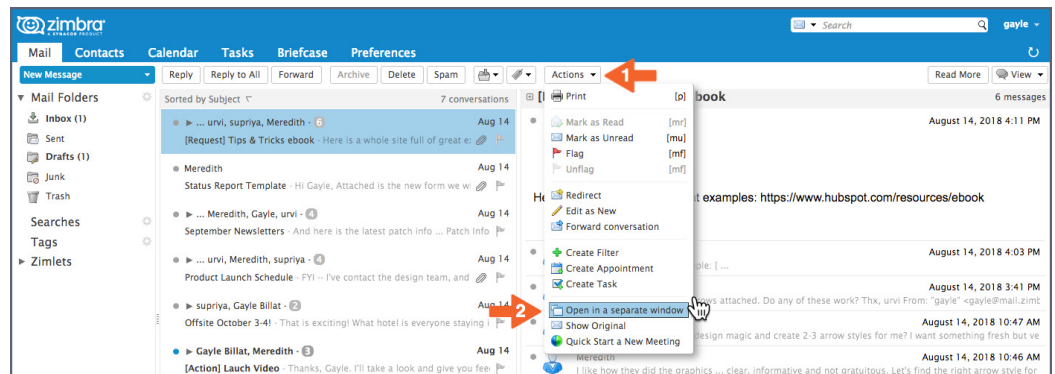 zimbra
A SYNACOR PRODUCT
Search
gayle
Mail Contacts Calendar Tasks Briefcase Preferences
New Message Reply Reply to All Forward Archive Delete Spam Actions Read More View
1
Mail Folders
Inbox (1)
Sent
Drafts (1)
Junk
Trash
Searches
Tags
Zimlets
Sorted by Subject 7 conversations
... urvi, supriya, Meredith - 6 Aug 14
[Request] Tips & Tricks ebook - Here is a whole site full of great e:
Meredith Aug 14
Status Report Template - Hi Gayle, Attached is the new form we wi
... Meredith, Gayle, urvi - 4 Aug 14
September Newsletters - And here is the latest patch info ... Patch Info
... urvi, Meredith, supriya - 4 Aug 14
Product Launch Schedule - FYI -- I've contact the design team, and
supriya, Gayle Billat - 2 Aug 14
Offsite October 3-4! - That is exciting! What hotel is everyone staying i
Gayle Billat, Meredith - 3 Aug 14
[Action] Lauch Video - Thanks, Gayle. I'll take a look and give you fee
Print [p]
Mark as Read [mr]
Mark as Unread [mu]
Flag [mf]
Unflag [mf]
Redirect
Edit as New
Forward conversation
Create Filter
Create Appointment
Create Task
2
Open in a separate window
Show Original
Quick Start a New Meeting
book 6 messages
August 14, 2018 4:11 PM
He t examples: https://www.hubspot.com/resources/ebook
August 14, 2018 4:03 PM
ple: [ ...
August 14, 2018 3:41 PM
ows attached. Do any of these work? Thx, urvi From: "gayle" <gayle@mail.zimb
August 14, 2018 10:47 AM
design magic and create 2-3 arrow styles for me? I want something fresh but ve
Meredith August 14, 2018 10:46 AM
I like how they did the graphics ... clear, informative and not gratuitous. Let's find the right arrow style for